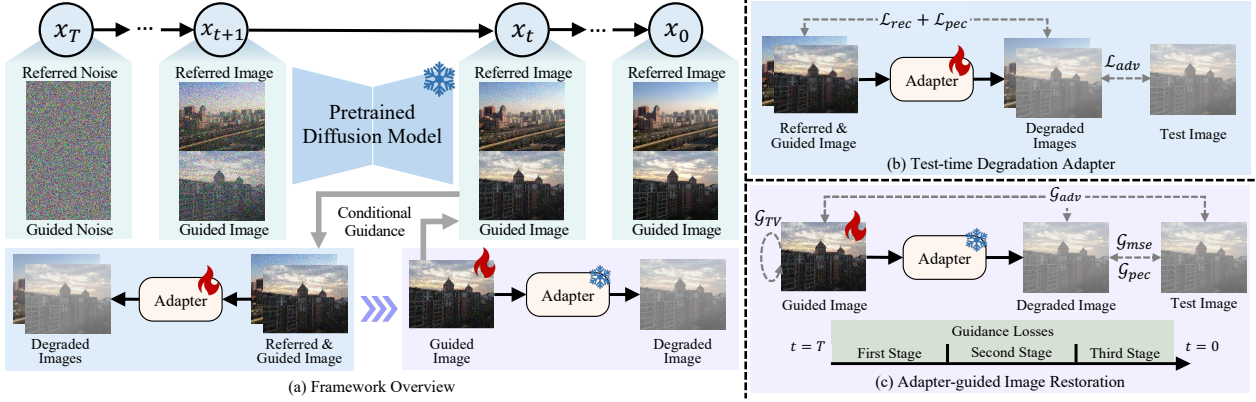 x_T
...
x_{t+1}
x_t
...
x_0
Referred Noise
Referred Image
Referred Image
Referred Image
Pretrained
Diffusion Model
Guided Noise
Guided Image
Guided Image
Guided Image
Conditional
Guidance
Adapter
Adapter
Degraded
Images
Referred &
Guided Image
Guided
Image
Degraded Image
(a) Framework Overview
ℒ_rec + ℒ_pec
Adapter
ℒ_adv
Referred &
Guided Image
Degraded
Images
Test Image
(b) Test-time Degradation Adapter
𝒢_adv
𝒢_TV
Adapter
𝒢_mse
𝒢_pec
Guided Image
Degraded Image
Test Image
Guidance Losses
t = T
First Stage
Second Stage
Third Stage
t = 0
(c) Adapter-guided Image Restoration